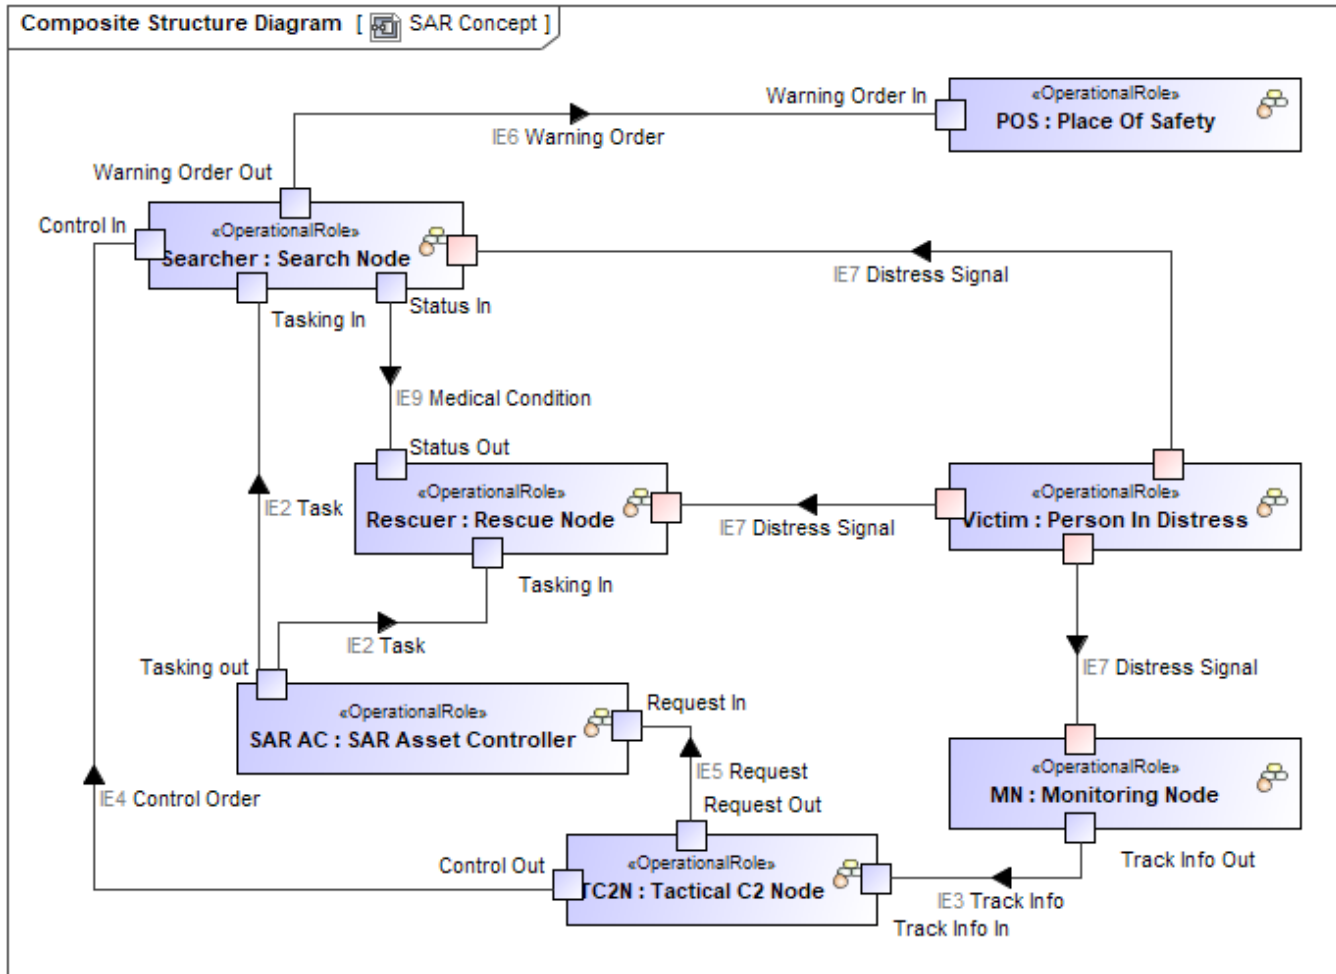 Composite Structure Diagram [ SAR Concept ]
Warning Order In
«OperationalRole»
POS : Place Of Safety
IE6 Warning Order
Warning Order Out
Control In
«OperationalRole»
Searcher : Search Node
IE7 Distress Signal
Tasking In
Status In
IE9 Medical Condition
Status Out
«OperationalRole»
Rescuer : Rescue Node
IE7 Distress Signal
«OperationalRole»
Victim : Person In Distress
IE2 Task
Tasking In
IE2 Task
Tasking out
IE7 Distress Signal
«OperationalRole»
SAR AC : SAR Asset Controller
Request In
«OperationalRole»
MN : Monitoring Node
IE4 Control Order
IE5 Request
Request Out
Control Out
«OperationalRole»
TC2N : Tactical C2 Node
Track Info Out
IE3 Track Info
Track Info In